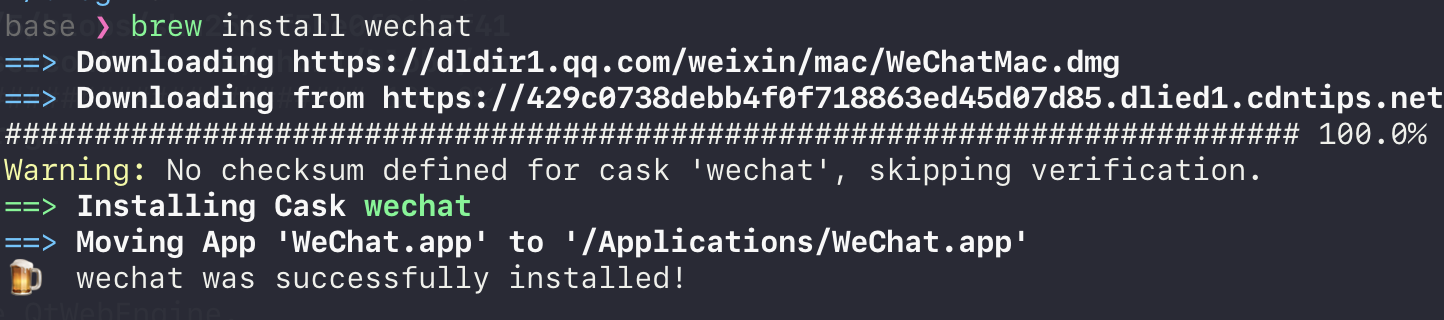 base ❯ brew install wechat
==> Downloading https://dldir1.qq.com/weixin/mac/WeChatMac.dmg
==> Downloading from https://429c0738debb4f0f718863ed45d07d85.dlied1.cdntips.net
######################################################################## 100.0%
Warning: No checksum defined for cask 'wechat', skipping verification.
==> Installing Cask wechat
==> Moving App 'WeChat.app' to '/Applications/WeChat.app'
🍺  wechat was successfully installed!
QtWebEngine